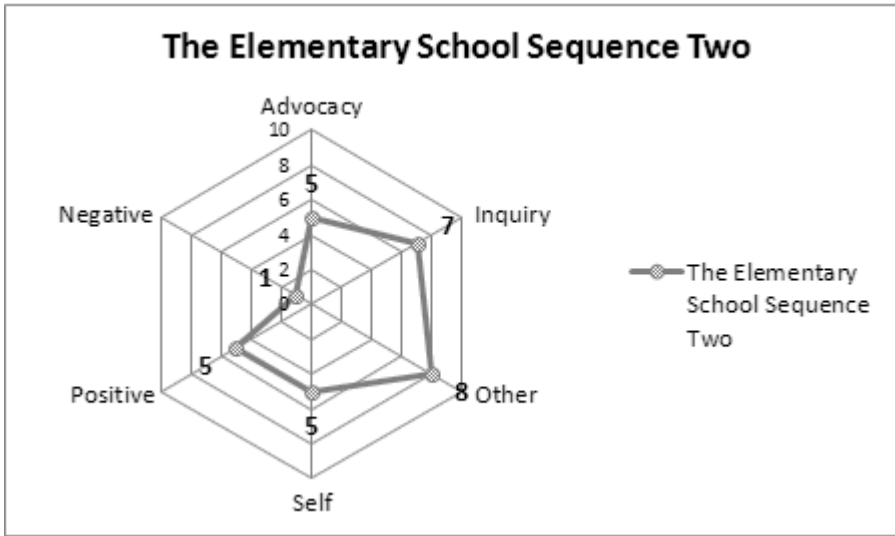 The Elementary School Sequence Two
Advocacy
10
8
6
4
2
0
5
7
8
5
5
1
Inquiry
Other
Self
Positive
Negative
The Elementary
School Sequence
Two